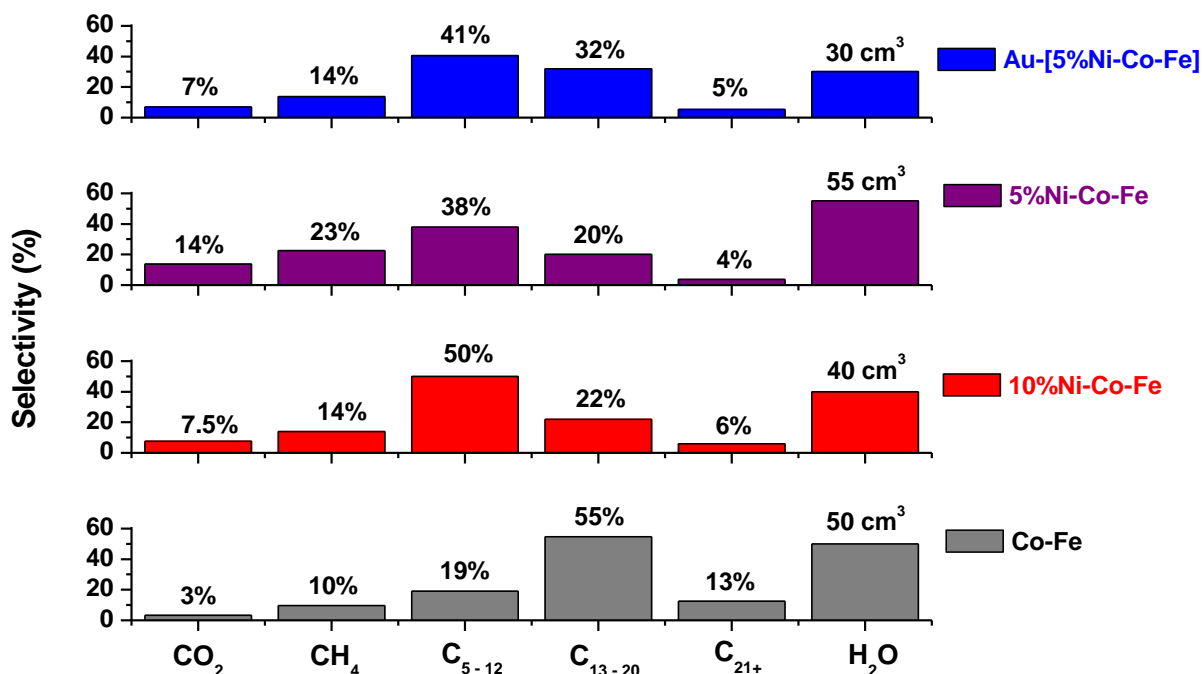 Selectivity (%)
60
40
20
0
7%
14%
41%
32%
5%
30 cm³
Au-[5%Ni-Co-Fe]
60
40
20
0
14%
23%
38%
20%
4%
55 cm³
5%Ni-Co-Fe
60
40
20
0
7.5%
14%
50%
22%
6%
40 cm³
10%Ni-Co-Fe
60
40
20
0
3%
10%
19%
55%
13%
50 cm³
Co-Fe
CO₂
CH₄
C₅₋₁₂
C₁₃₋₂₀
C₂₁₊
H₂O